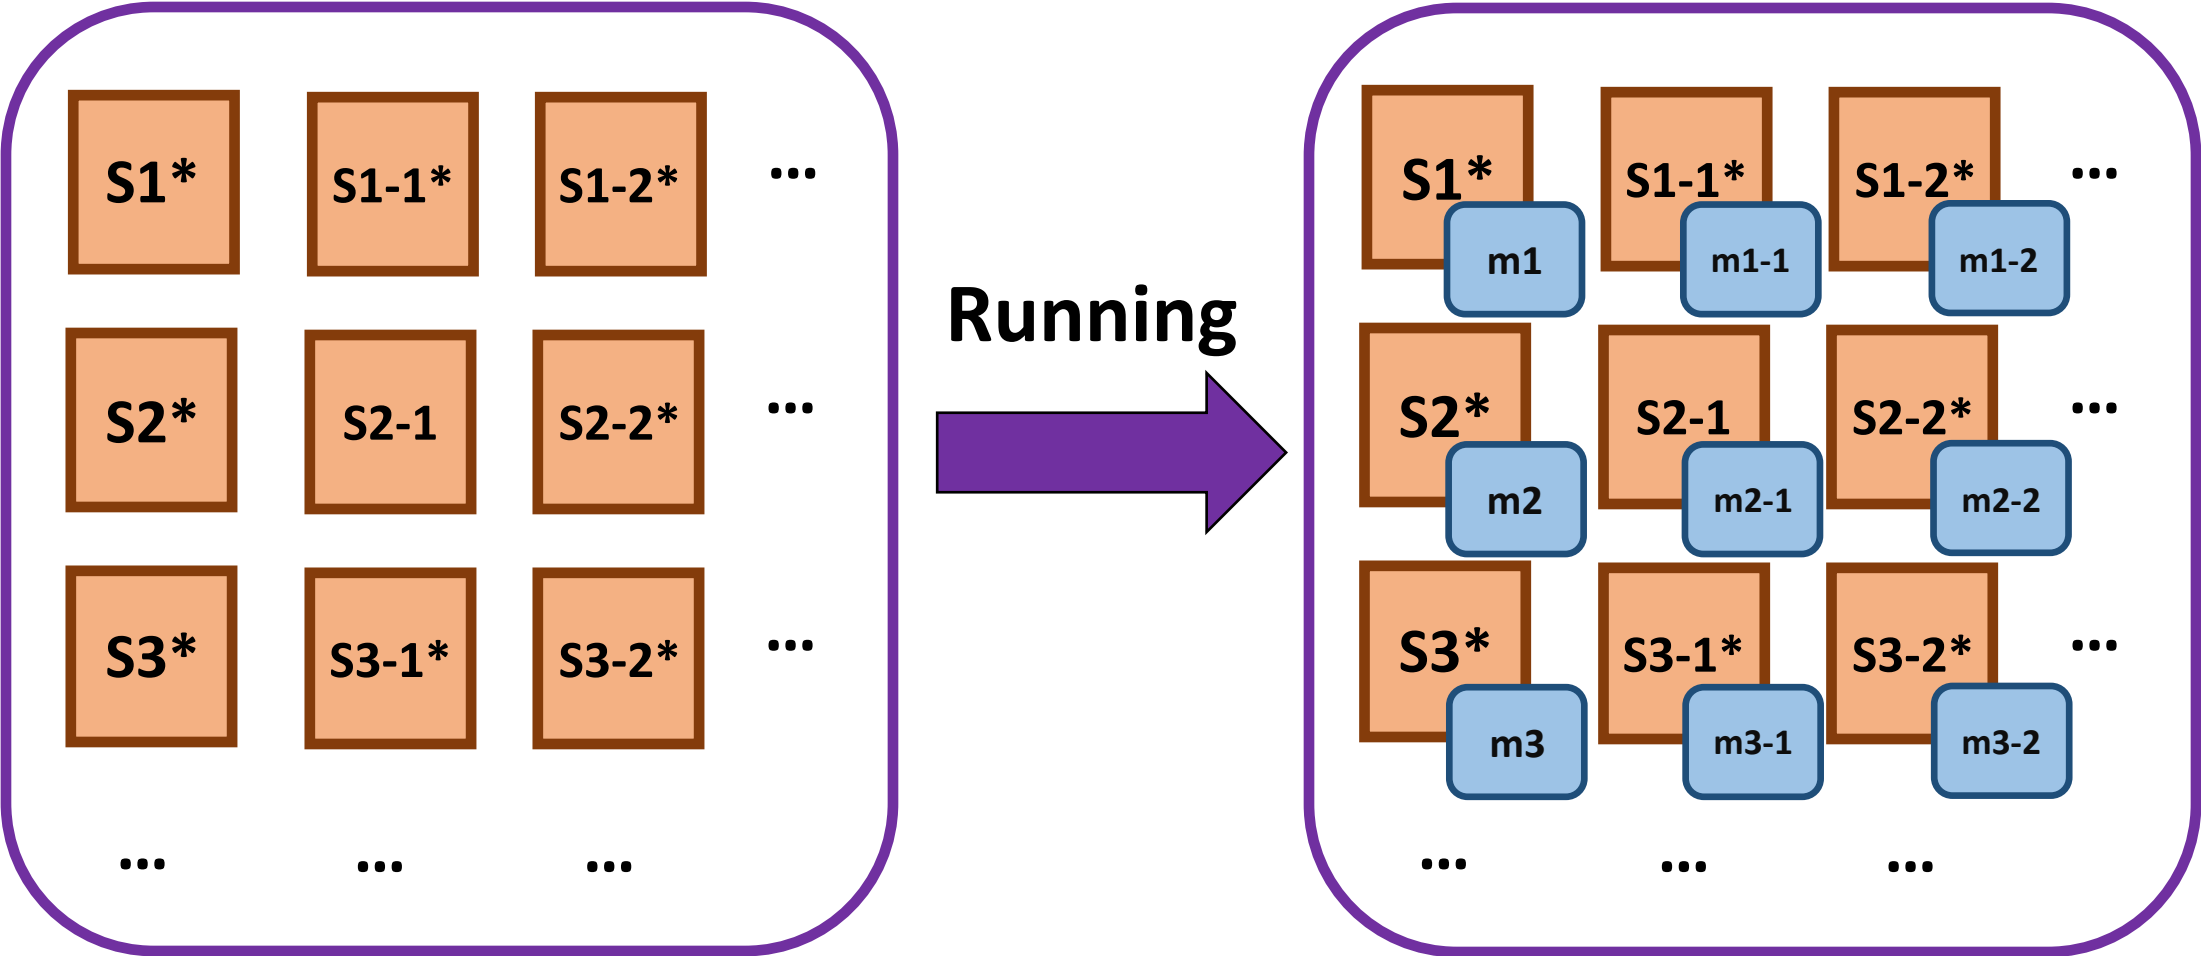 S1* S1-1* S1-2* ...
S2* S2-1 S2-2* ...
S3* S3-1* S3-2* ...
... ... ...
Running
S1* S1-1* S1-2* ...
m1 m1-1 m1-2
S2* S2-1 S2-2* ...
m2 m2-1 m2-2
S3* S3-1* S3-2* ...
m3 m3-1 m3-2
... ... ...